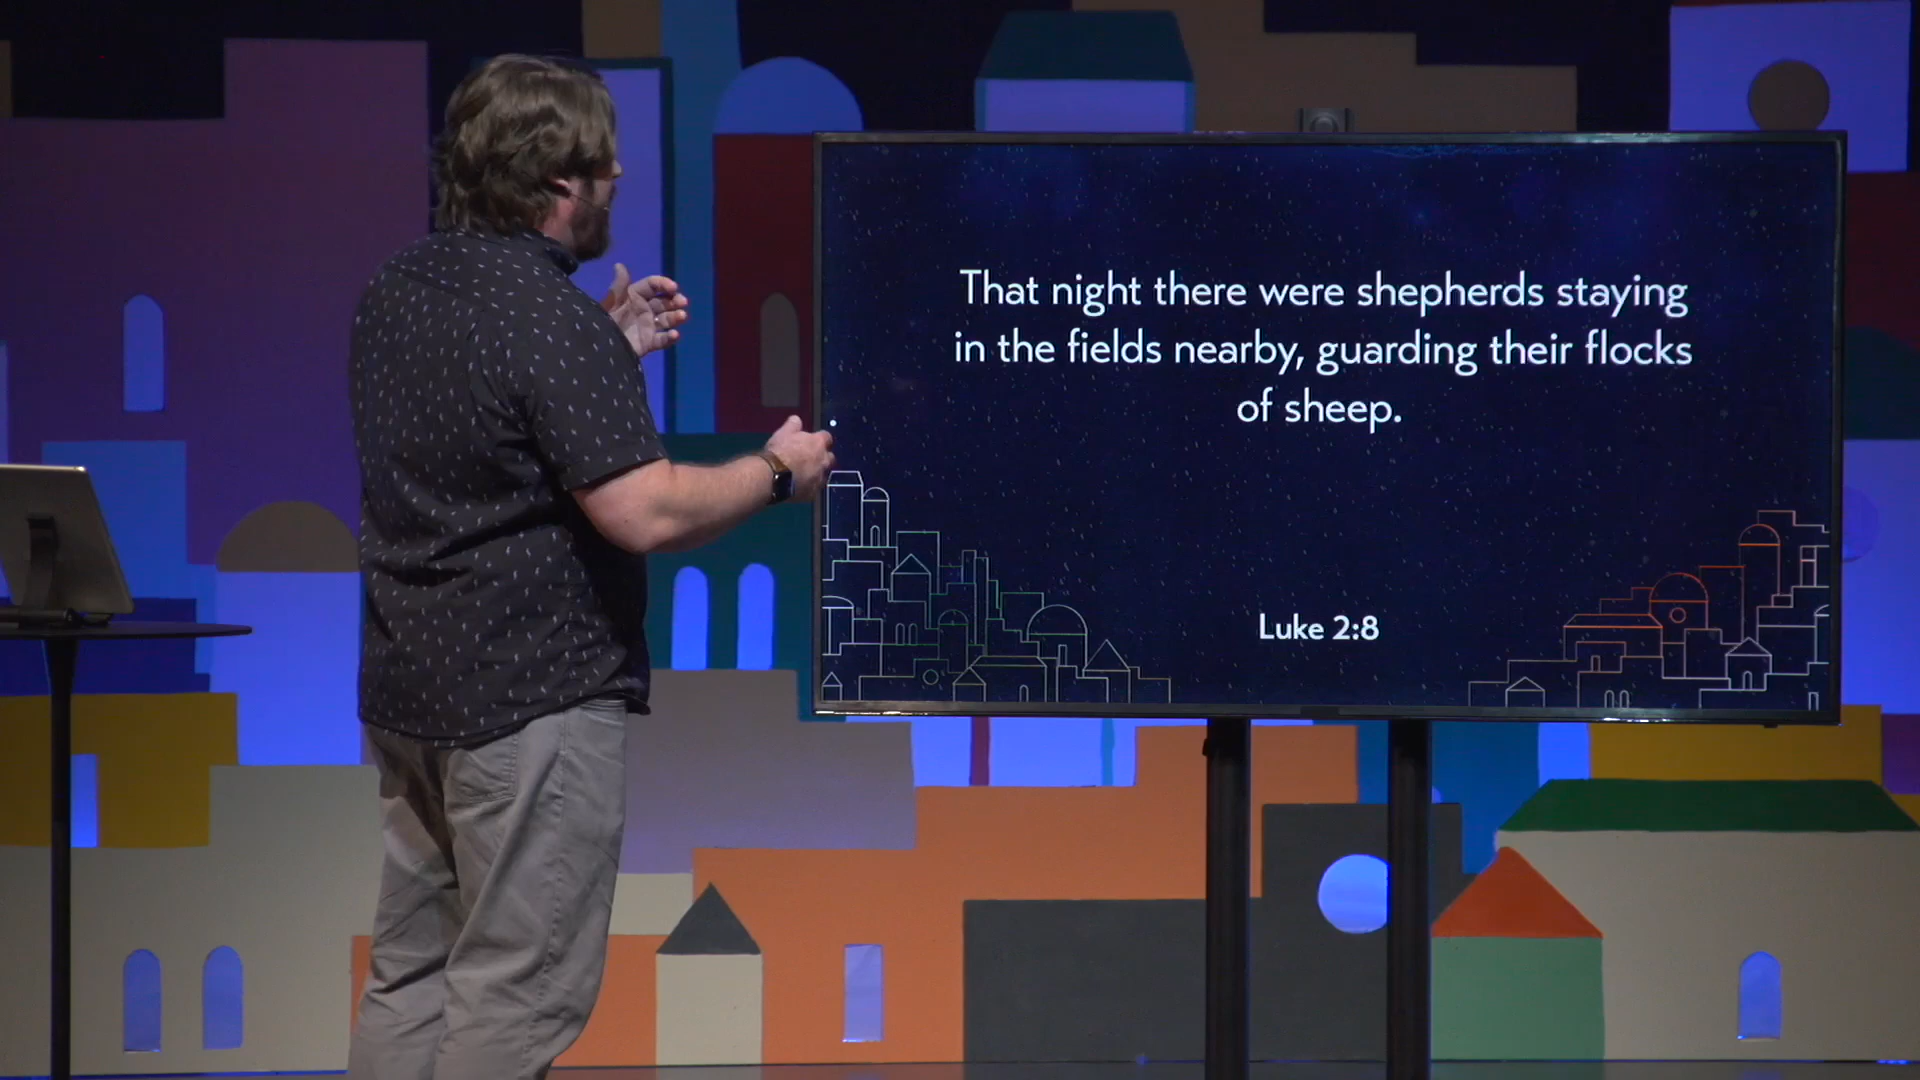 That night there were shepherds staying
in the fields nearby, guarding their flocks
of sheep.
Luke 2:8